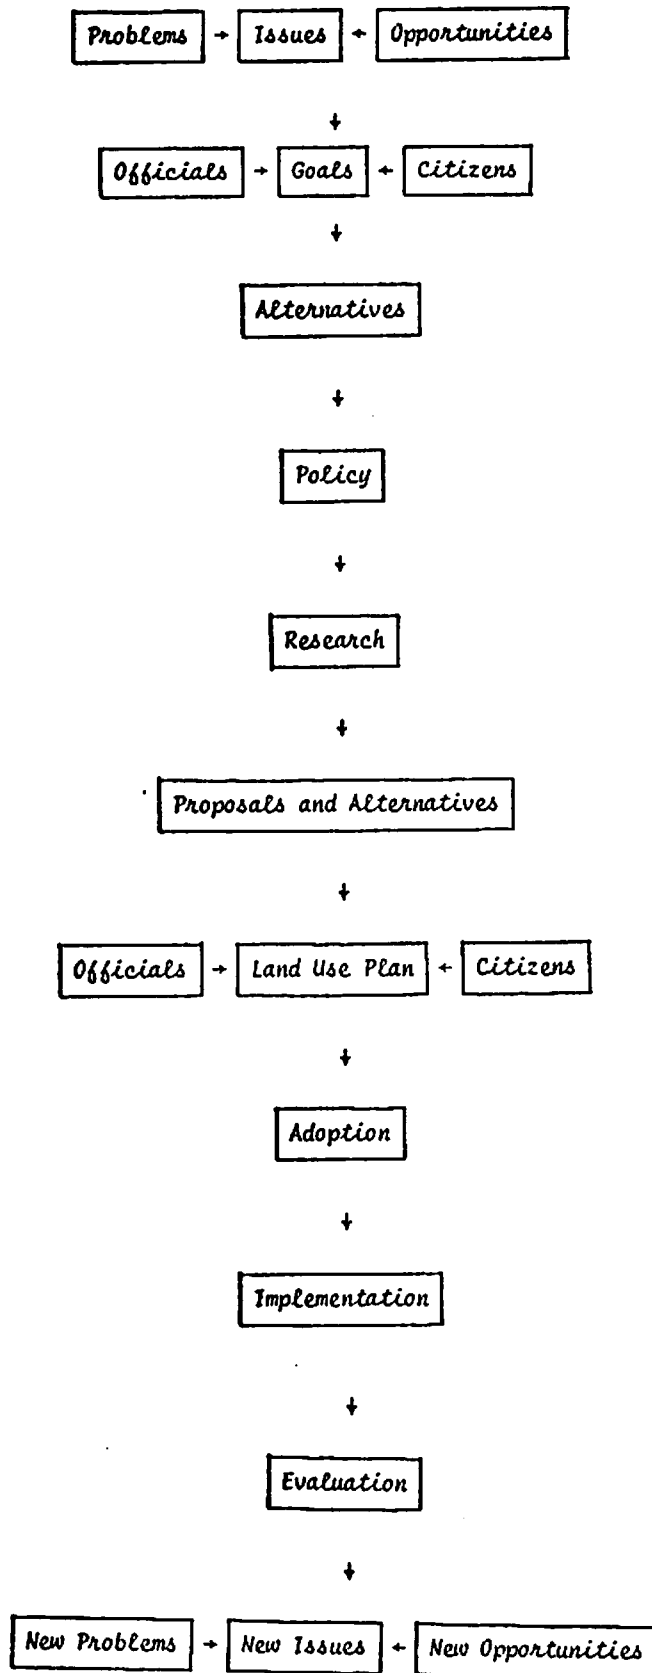 Problems → Issues ← Opportunities
↓
Officials → Goals ← Citizens
↓
Alternatives
↓
Policy
↓
Research
↓
Proposals and Alternatives
↓
Officials → Land Use Plan ← Citizens
↓
Adoption
↓
Implementation
↓
Evaluation
↓
New Problems → New Issues ← New Opportunities